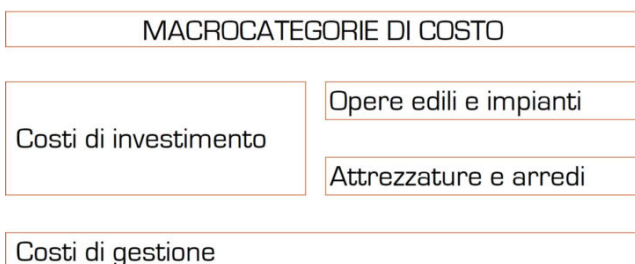 MACROCATEGORIE DI COSTO
Costi di investimento
Opere edili e impianti
Attrezzature e arredi
Costi di gestione